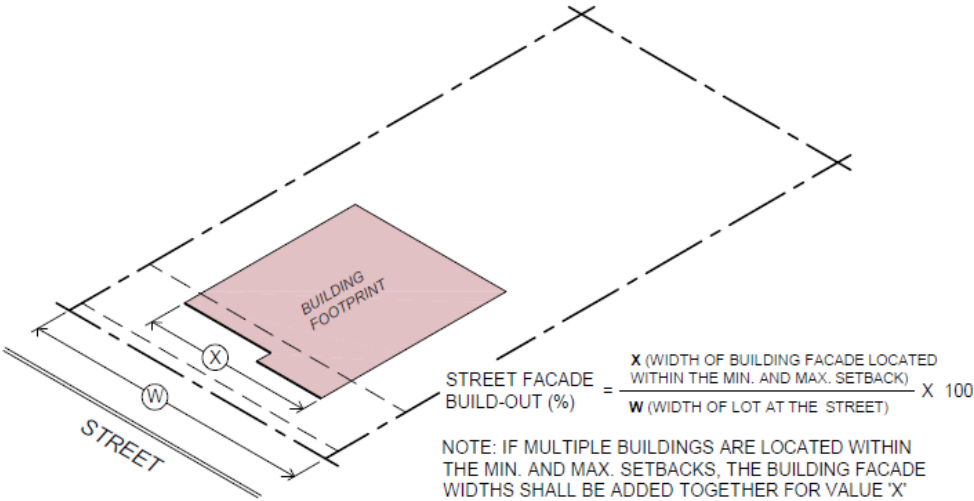 BUILDING
FOOTPRINT
X
W
STREET
STREET FACADE
BUILD-OUT (%)
=
X (WIDTH OF BUILDING FACADE LOCATED
WITHIN THE MIN. AND MAX. SETBACK)
W (WIDTH OF LOT AT THE STREET)
X 100
NOTE: IF MULTIPLE BUILDINGS ARE LOCATED WITHIN
THE MIN. AND MAX. SETBACKS, THE BUILDING FACADE
WIDTHS SHALL BE ADDED TOGETHER FOR VALUE 'X'